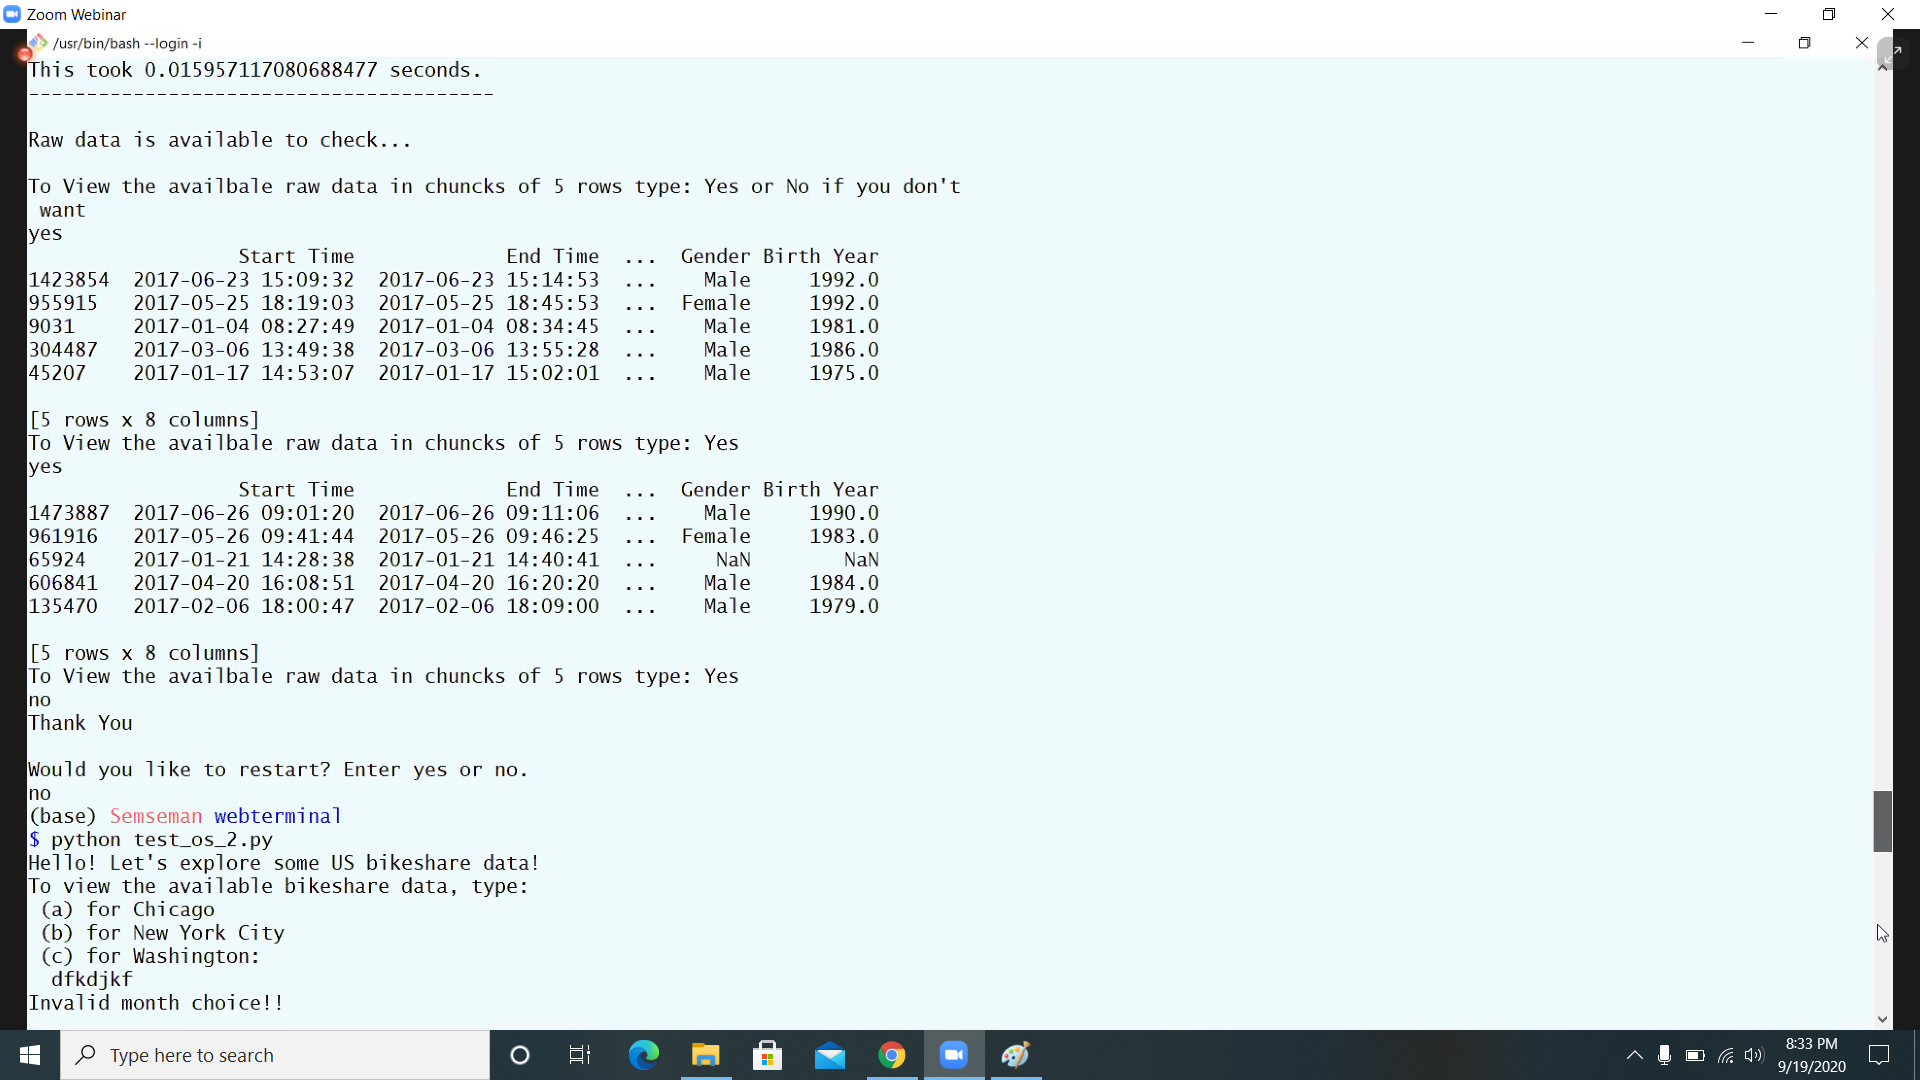 Zoom Webinar
/usr/bin/bash --login -i
This took 0.015957117080688477 seconds.
----------------------------------------
Raw data is available to check...
To View the availbale raw data in chuncks of 5 rows type: Yes or No if you don't
want
yes
Start Time End Time ... Gender Birth Year
1423854 2017-06-23 15:09:32 2017-06-23 15:14:53 ... Male 1992.0
955915 2017-05-25 18:19:03 2017-05-25 18:45:53 ... Female 1992.0
9031 2017-01-04 08:27:49 2017-01-04 08:34:45 ... Male 1981.0
304487 2017-03-06 13:49:38 2017-03-06 13:55:28 ... Male 1986.0
45207 2017-01-17 14:53:07 2017-01-17 15:02:01 ... Male 1975.0
[5 rows x 8 columns]
To View the availbale raw data in chuncks of 5 rows type: Yes
yes
Start Time End Time ... Gender Birth Year
1473887 2017-06-26 09:01:20 2017-06-26 09:11:06 ... Male 1990.0
961916 2017-05-26 09:41:44 2017-05-26 09:46:25 ... Female 1983.0
65924 2017-01-21 14:28:38 2017-01-21 14:40:41 ... NaN NaN
606841 2017-04-20 16:08:51 2017-04-20 16:20:20 ... Male 1984.0
135470 2017-02-06 18:00:47 2017-02-06 18:09:00 ... Male 1979.0
[5 rows x 8 columns]
To View the availbale raw data in chuncks of 5 rows type: Yes
no
Thank You
Would you like to restart? Enter yes or no.
no
(base) Semseman webterminal
$ python test_os_2.py
Hello! Let's explore some US bikeshare data!
To view the available bikeshare data, type:
(a) for Chicago
(b) for New York City
(c) for Washington:
dfkdjkf
Invalid month choice!!
Type here to search
8:33 PM
9/19/2020